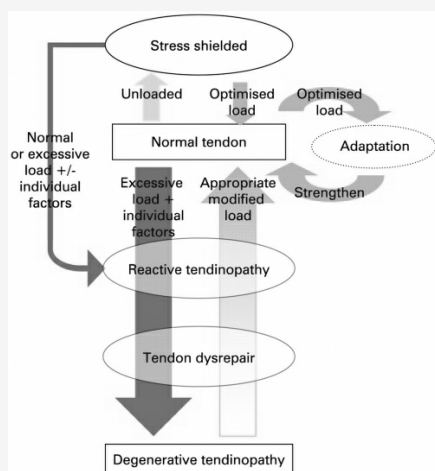 Stress shielded
Unloaded
Optimised
load
Optimised
load
Normal
or excessive
load +/-
individual
factors
Normal tendon
Adaptation
Excessive
load +
individual
factors
Appropriate
modified
load
Strengthen
Reactive tendinopathy
Tendon dysrepair
Degenerative tendinopathy